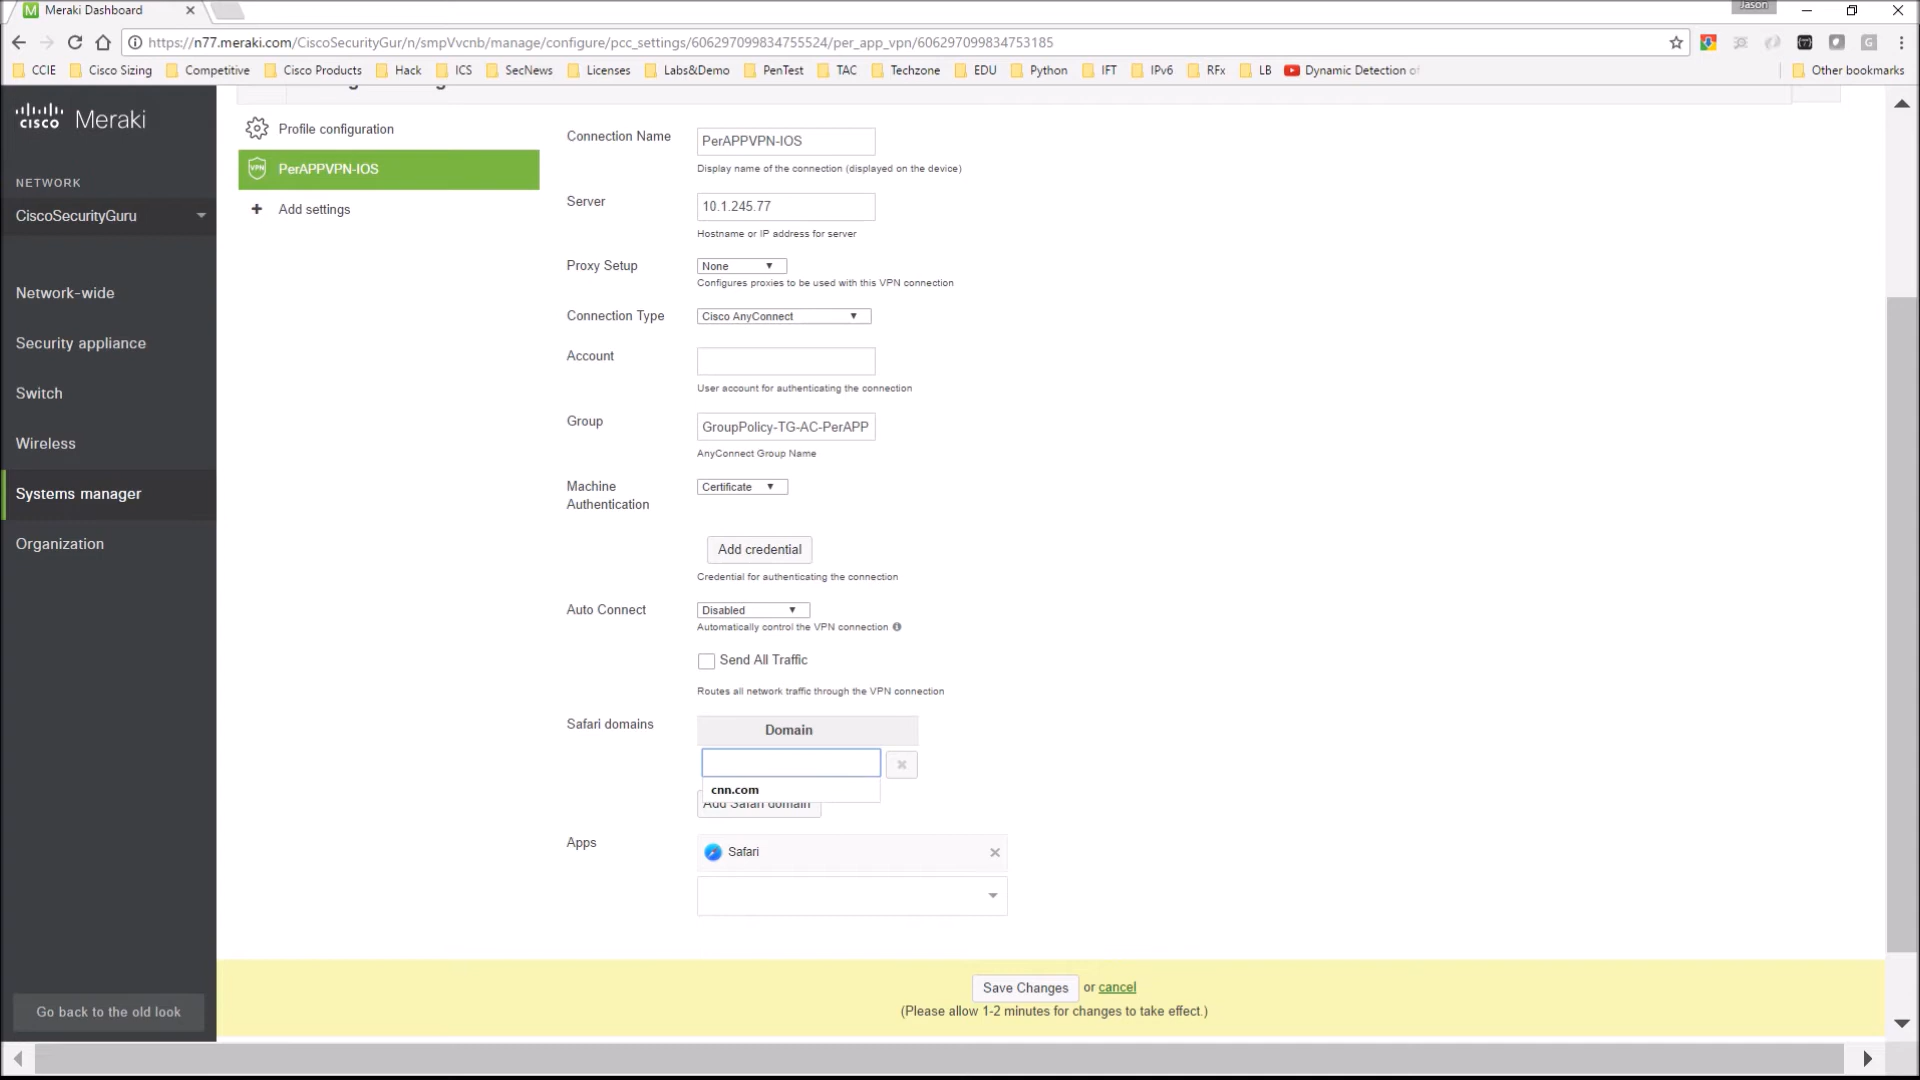 Meraki Dashboard
Jason
https://n77.meraki.com/CiscoSecurityGur/n/smpVvcnb/manage/configure/pcc_settings/606297099834755524/per_app_vpn/606297099834753185
CCIE Cisco Sizing Competitive Cisco Products Hack ICS SecNews Licenses Labs&Demo PenTest TAC Techzone EDU Python IFT IPv6 RFx LB Dynamic Detection of Other bookmarks
CISCO Meraki
NETWORK
CiscoSecurityGuru
Network-wide
Security appliance
Switch
Wireless
Systems manager
Organization
Go back to the old look
Profile configuration
VPN PerAPPVPN-IOS
+ Add settings
Connection Name PerAPPVPN-IOS
Display name of the connection (displayed on the device)
Server 10.1.245.77
Hostname or IP address for server
Proxy Setup None
Configures proxies to be used with this VPN connection
Connection Type Cisco AnyConnect
Account
User account for authenticating the connection
Group GroupPolicy-TG-AC-PerAPP
AnyConnect Group Name
Machine Certificate
Authentication
Add credential
Credential for authenticating the connection
Auto Connect Disabled
Automatically control the VPN connection
Send All Traffic
Routes all network traffic through the VPN connection
Safari domains Domain
cnn.com
Add Safari domain
Apps Safari
Save Changes or cancel
(Please allow 1-2 minutes for changes to take effect.)